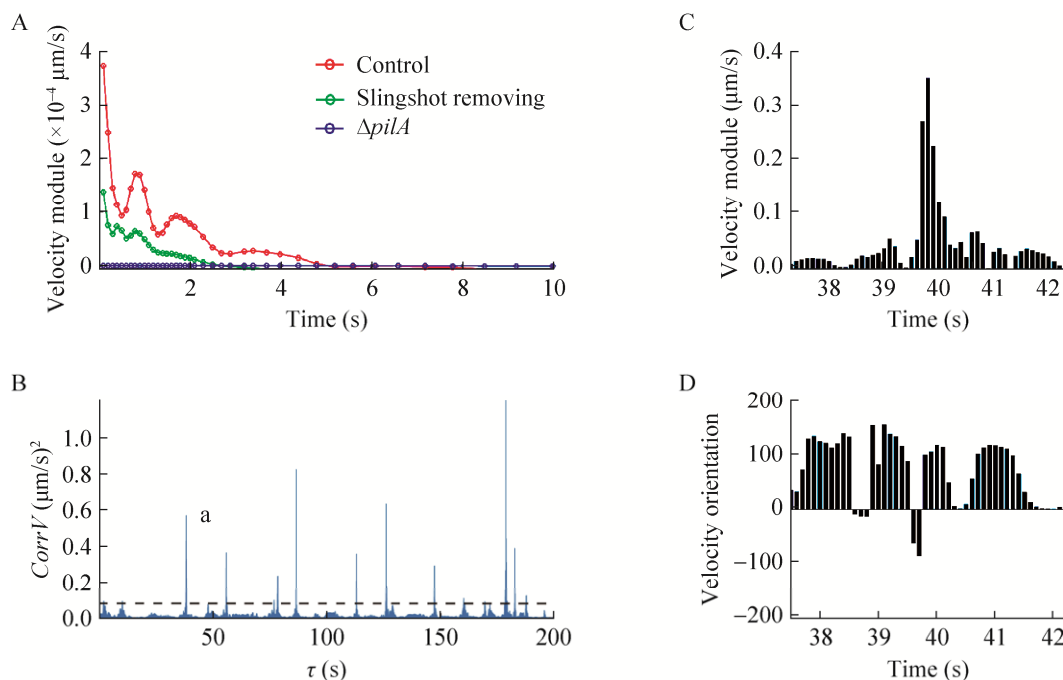 A
Velocity module (×10⁻⁴ μm/s)
4
3
2
1
0
Control
Slingshot removing
ΔpilA
2
4
6
8
10
Time (s)
C
Velocity module (μm/s)
0.4
0.3
0.2
0.1
0.0
38
39
40
41
42
Time (s)
B
CorrV (μm/s)²
1.0
0.8
0.6
0.4
0.2
0.0
a
50
100
150
200
τ (s)
D
Velocity orientation
200
100
0
−100
−200
38
39
40
41
42
Time (s)